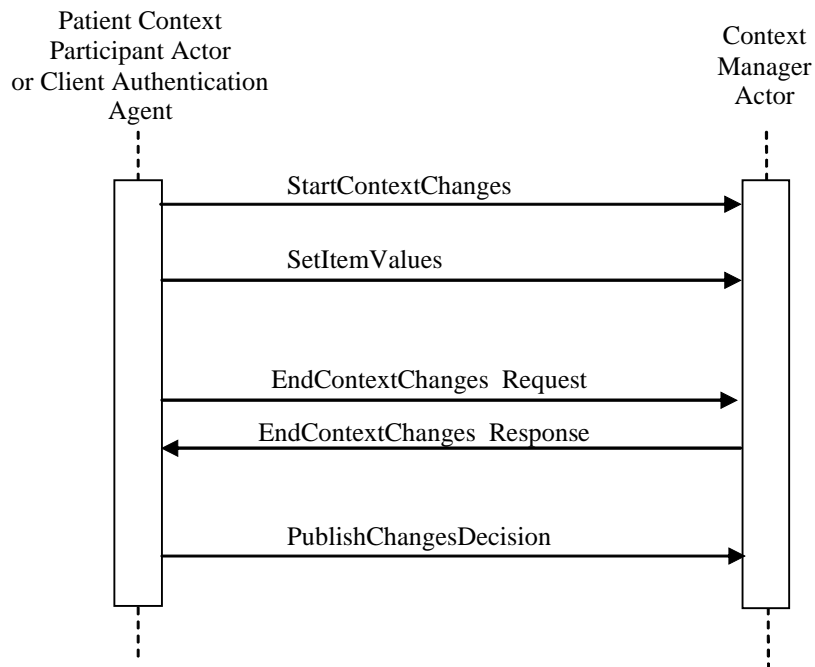 Patient Context
Participant Actor
or Client Authentication
Agent
Context
Manager
Actor
StartContextChanges
SetItemValues
EndContextChanges Request
EndContextChanges Response
PublishChangesDecision